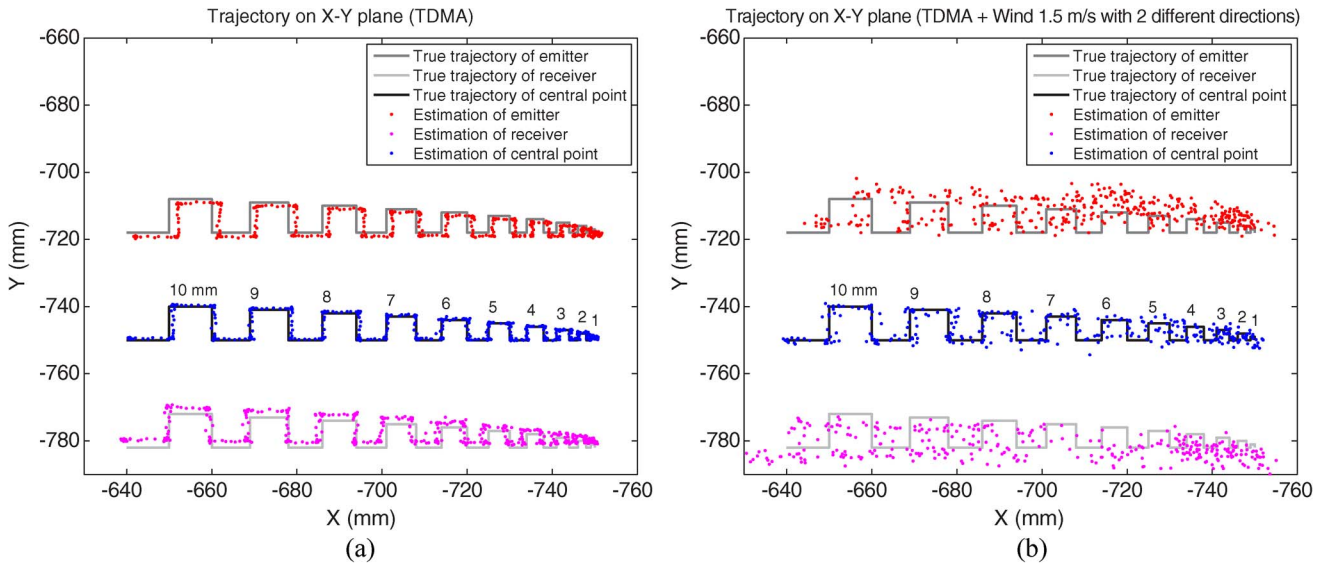 Trajectory on X-Y plane (TDMA)
-660
-680
-700
-720
-740
-760
-780
Y (mm)
True trajectory of emitter
True trajectory of receiver
True trajectory of central point
Estimation of emitter
Estimation of receiver
Estimation of central point
10 mm 9 8 7 6 5 4 3 2 1
-640 -660 -680 -700 -720 -740 -760
X (mm)
(a)
Trajectory on X-Y plane (TDMA + Wind 1.5 m/s with 2 different directions)
-660
-680
-700
-720
-740
-760
-780
Y (mm)
True trajectory of emitter
True trajectory of receiver
True trajectory of central point
Estimation of emitter
Estimation of receiver
Estimation of central point
10 mm 9 8 7 6 5 4 3 2 1
-640 -660 -680 -700 -720 -740 -760
X (mm)
(b)